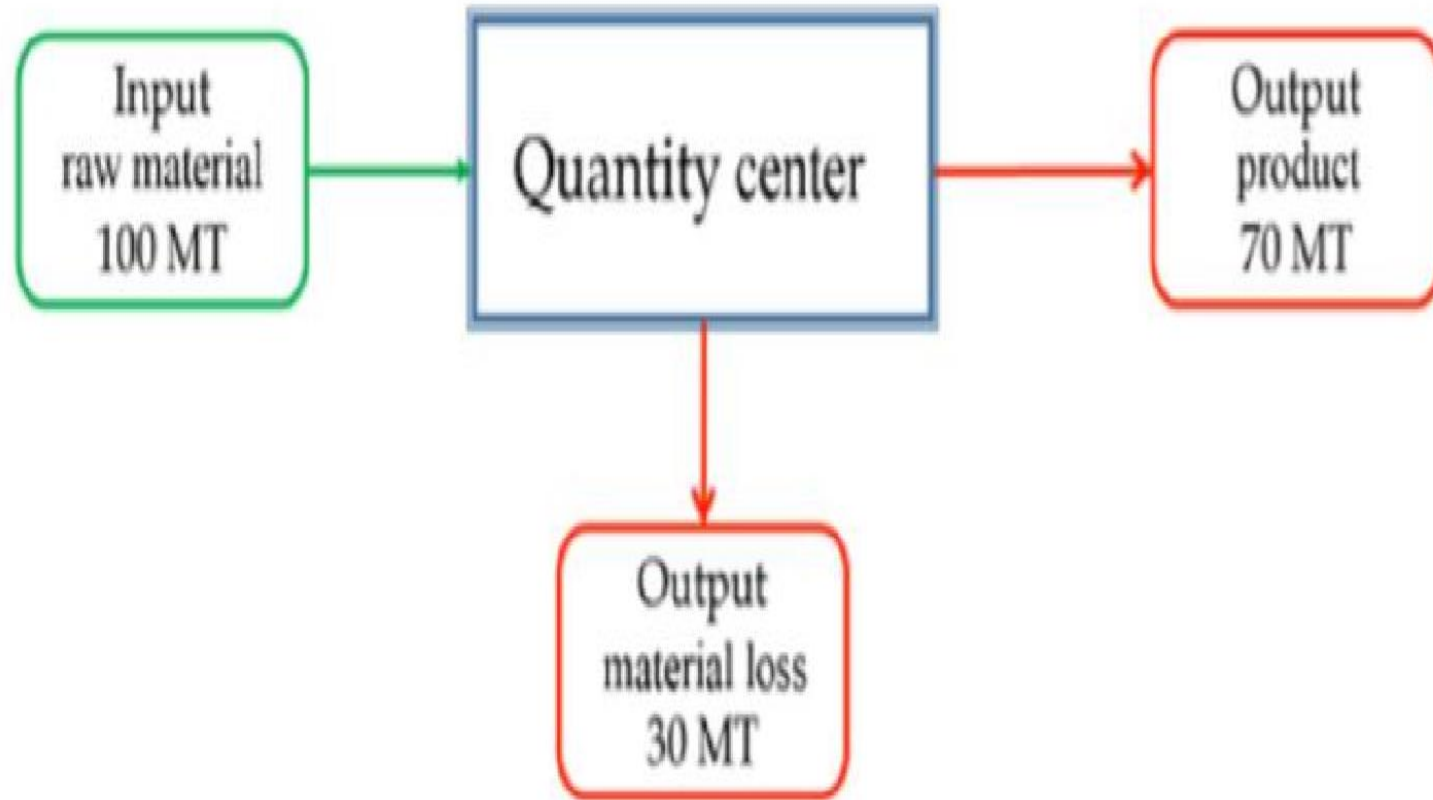 Input
raw material
100 MT
Quantity center
Output
product
70 MT
Output
material loss
30 MT